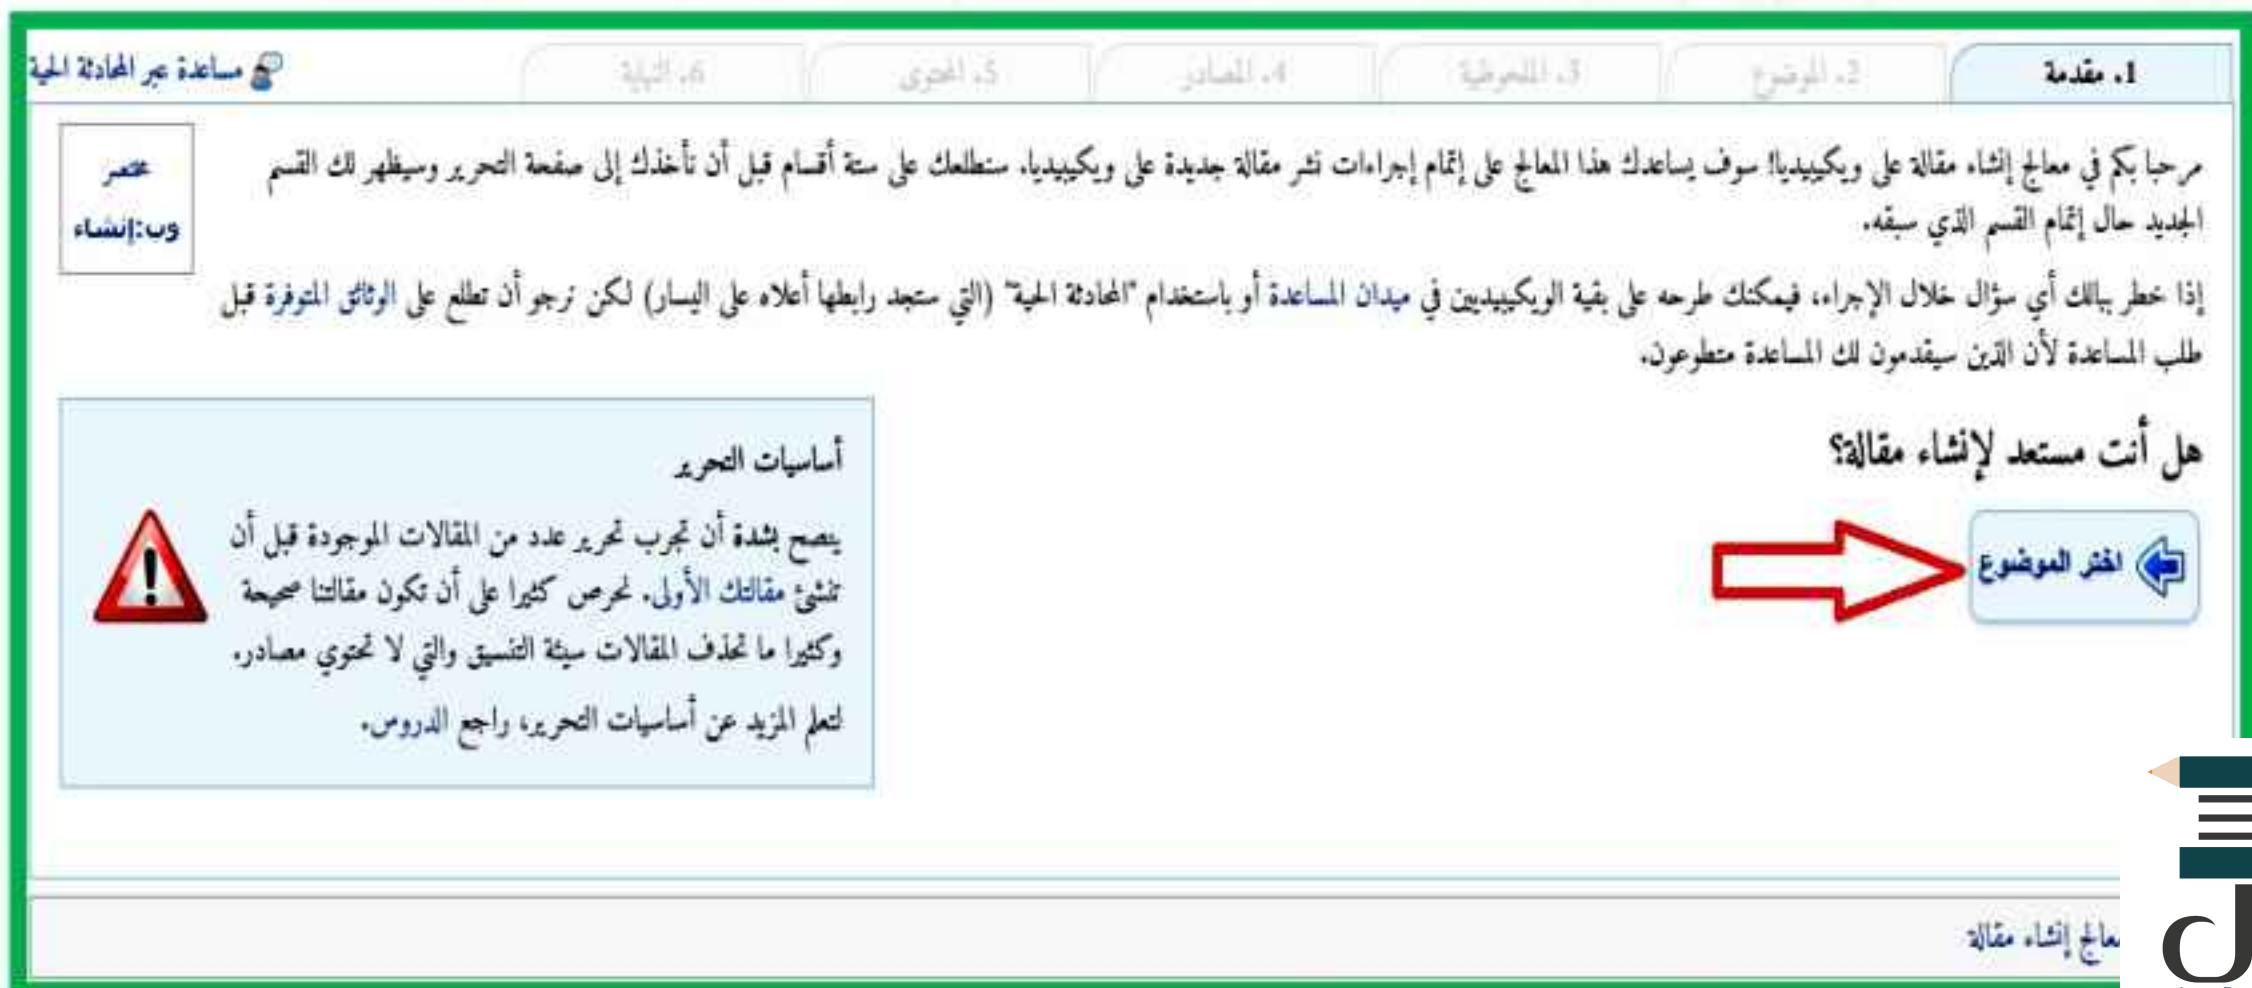 1. مقدمة
2. الموضوع
3. الملحوظية
4. المصادر
5. المحتوى
6. النهاية
مساعدة عبر المحادثة الحية
مرحبا بكم في معالج إنشاء مقالة على ويكيبيديا! سوف يساعدك هذا المعالج على إتمام إجراءات نشر مقالة جديدة على ويكيبيديا. سنطلعك على ستة أقسام قبل أن نأخذك إلى صفحة التحرير وسيظهر لك القسم
الجديد حال إتمام القسم الذي سبقه.
مختصر
وب:إنشاء
إذا خطر ببالك أي سؤال خلال الإجراء، فيمكنك طرحه على بقية الويكيبيديين في ميدان المساعدة أو باستخدام "المحادثة الحية" (التي ستجد رابطها أعلاه على اليسار) لكن نرجو أن تطلع على الوثائق المتوفرة قبل
طلب المساعدة لأن الذين سيقدمون لك المساعدة متطوعون.
هل أنت مستعد لإنشاء مقالة؟
اختر الموضوع
أساسيات التحرير
ينصح بشدة أن تجرب تحرير عدد من المقالات الموجودة قبل أن
تنشئ مقالتك الأولى. نحرص كثيرا على أن تكون مقالتنا صحيحة
وكثيرا ما تحذف المقالات سيئة التنسيق والتي لا تحتوي مصادر.
لتعلم المزيد عن أساسيات التحرير، راجع الدروس.
معالج إنشاء مقالة